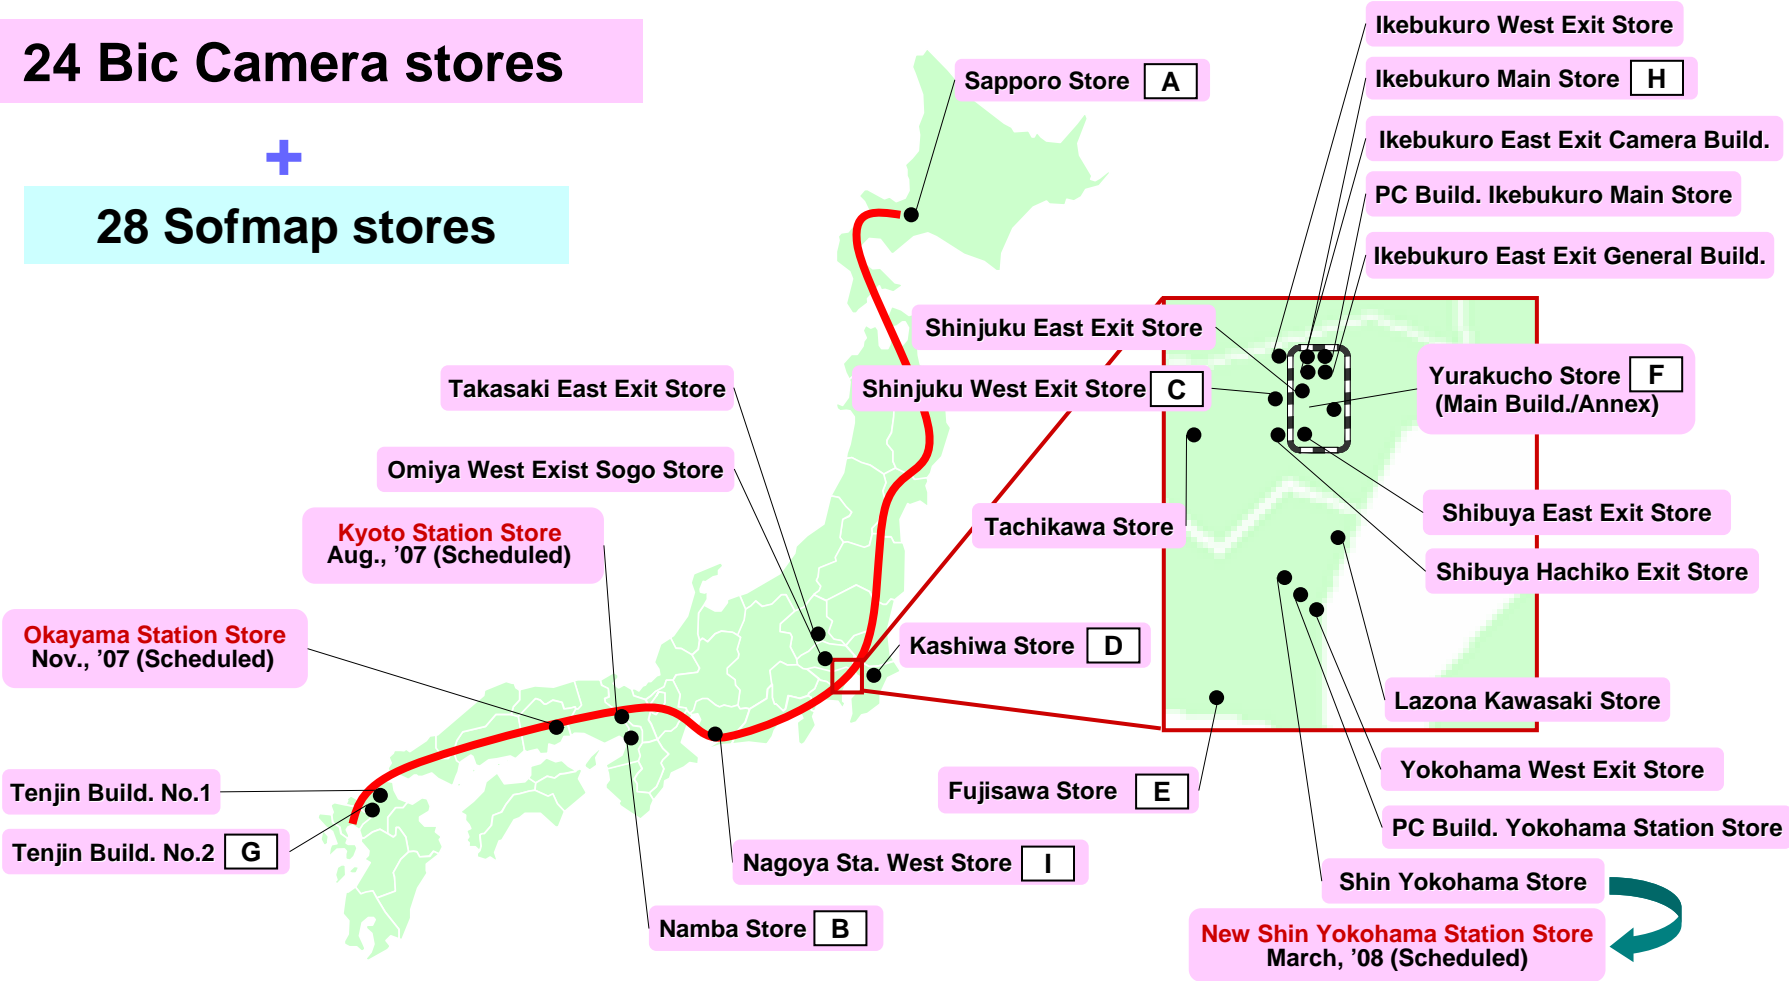 24 Bic Camera stores
+
28 Sofmap stores
Sapporo Store A
Ikebukuro West Exit Store
Ikebukuro Main Store H
Ikebukuro East Exit Camera Build.
PC Build. Ikebukuro Main Store
Ikebukuro East Exit General Build.
Shinjuku East Exit Store
Shinjuku West Exit Store C
Yurakucho Store F
(Main Build./Annex)
Takasaki East Exit Store
Omiya West Exist Sogo Store
Kyoto Station Store
Aug., ’07 (Scheduled)
Tachikawa Store
Shibuya East Exit Store
Shibuya Hachiko Exit Store
Okayama Station Store
Nov., ’07 (Scheduled)
Kashiwa Store D
Lazona Kawasaki Store
Tenjin Build. No.1
Tenjin Build. No.2 G
Fujisawa Store E
Yokohama West Exit Store
PC Build. Yokohama Station Store
Nagoya Sta. West Store I
Shin Yokohama Store
Namba Store B
New Shin Yokohama Station Store
March, ’08 (Scheduled)